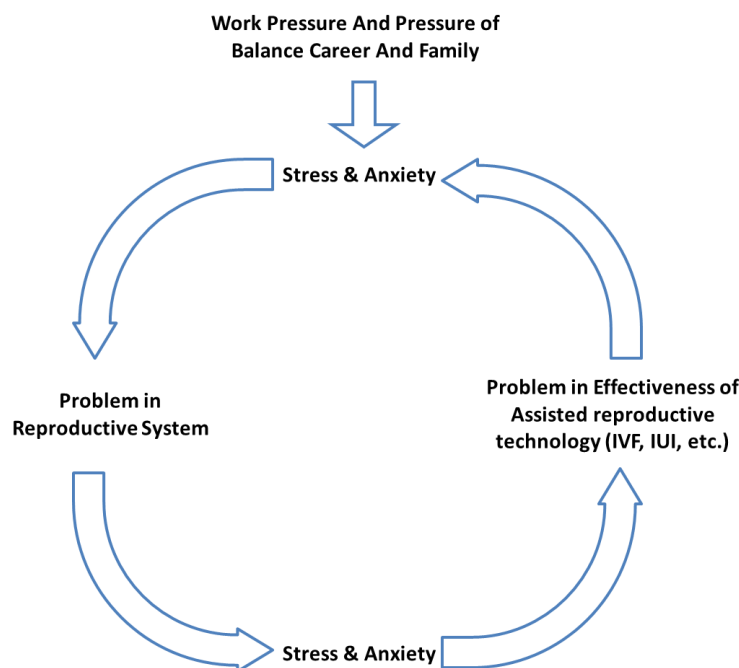 Work Pressure And Pressure of
Balance Career And Family
Stress & Anxiety
Problem in
Reproductive System
Problem in Effectiveness of
Assisted reproductive
technology (IVF, IUI, etc.)
Stress & Anxiety